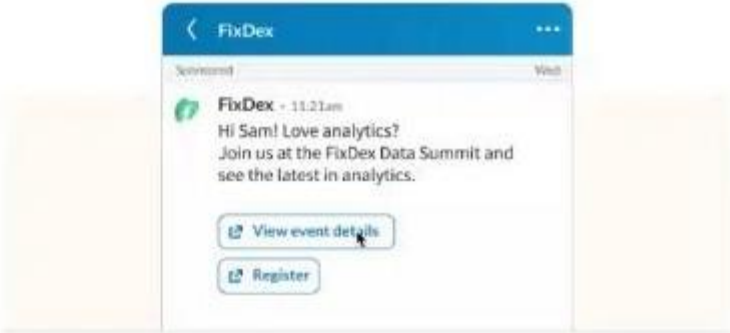 FixDex
Sponsored Wed
FixDex • 11:21am
Hi Sam! Love analytics?
Join us at the FixDex Data Summit and
see the latest in analytics.
View event details
Register